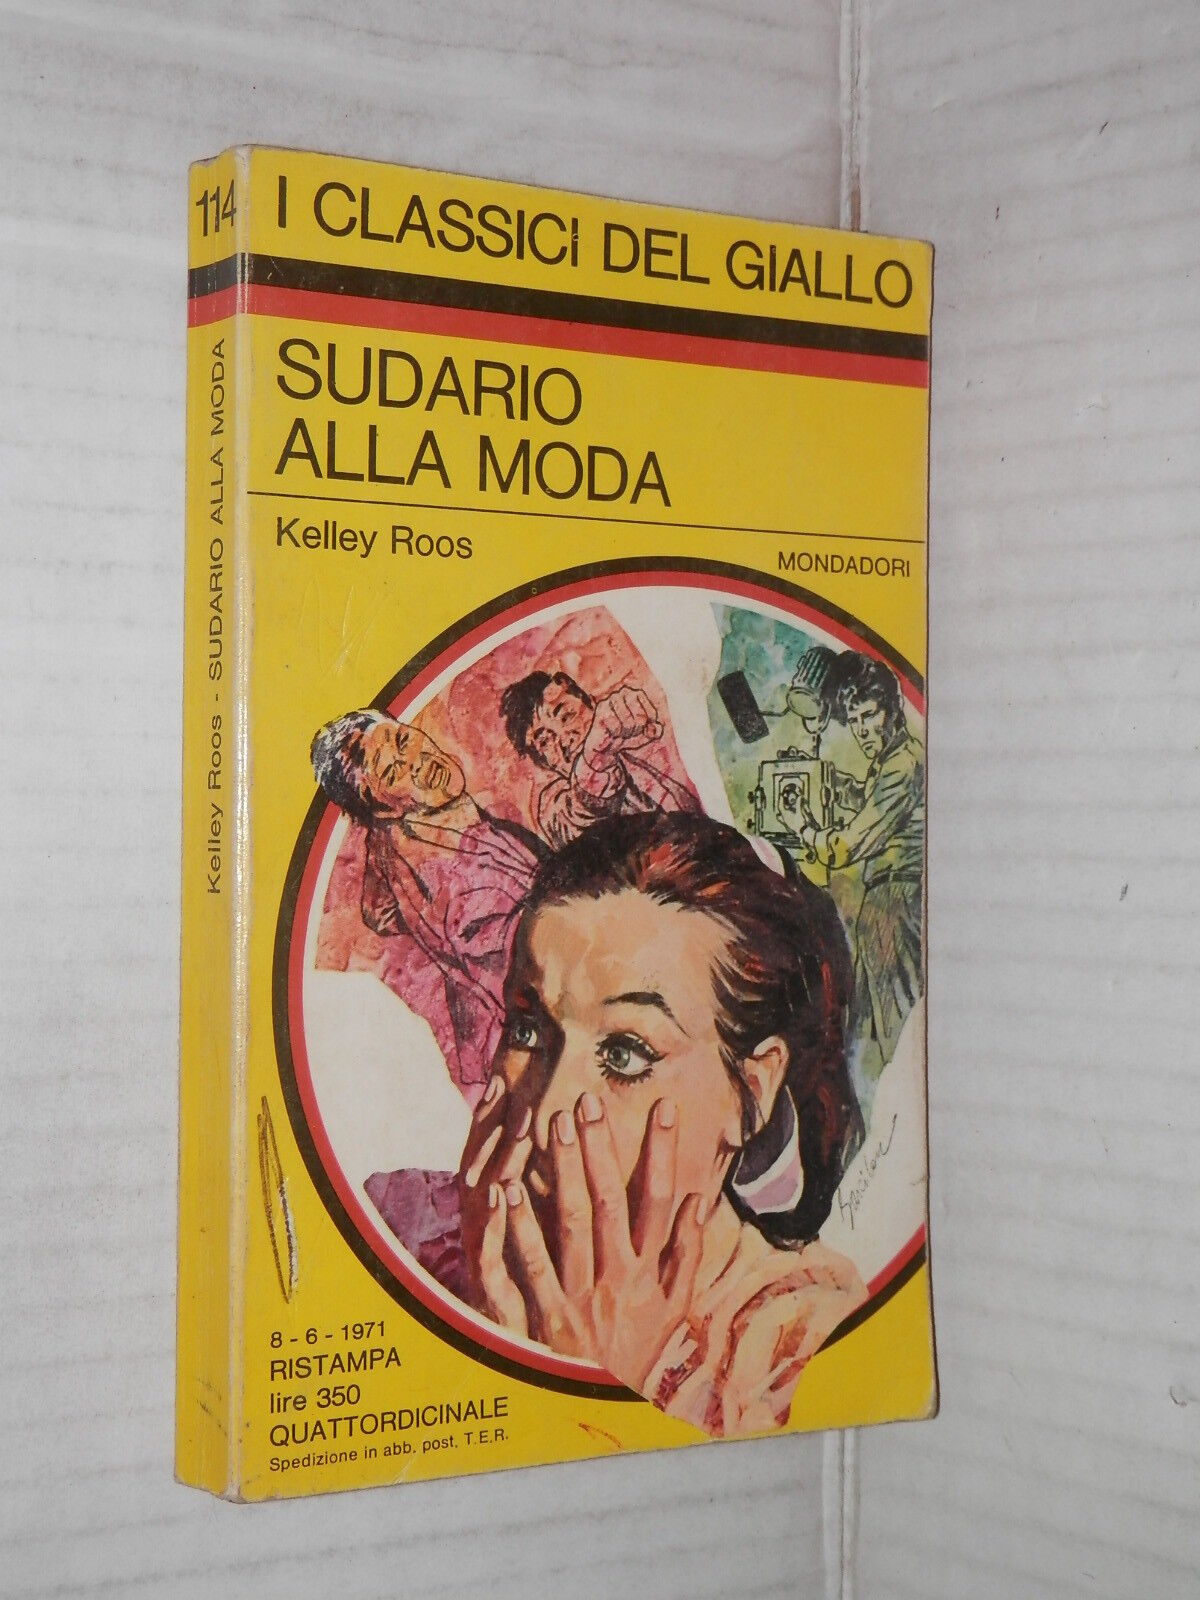 114
I CLASSICI DEL GIALLO
SUDARIO
ALLA MODA
Kelley Roos
MONDADORI
8 - 6 - 1971
RISTAMPA
lire 350
QUATTORDICINALE
Spedizione in abb. post. T.E.R.
Kelley Roos - SUDARIO ALLA MODA